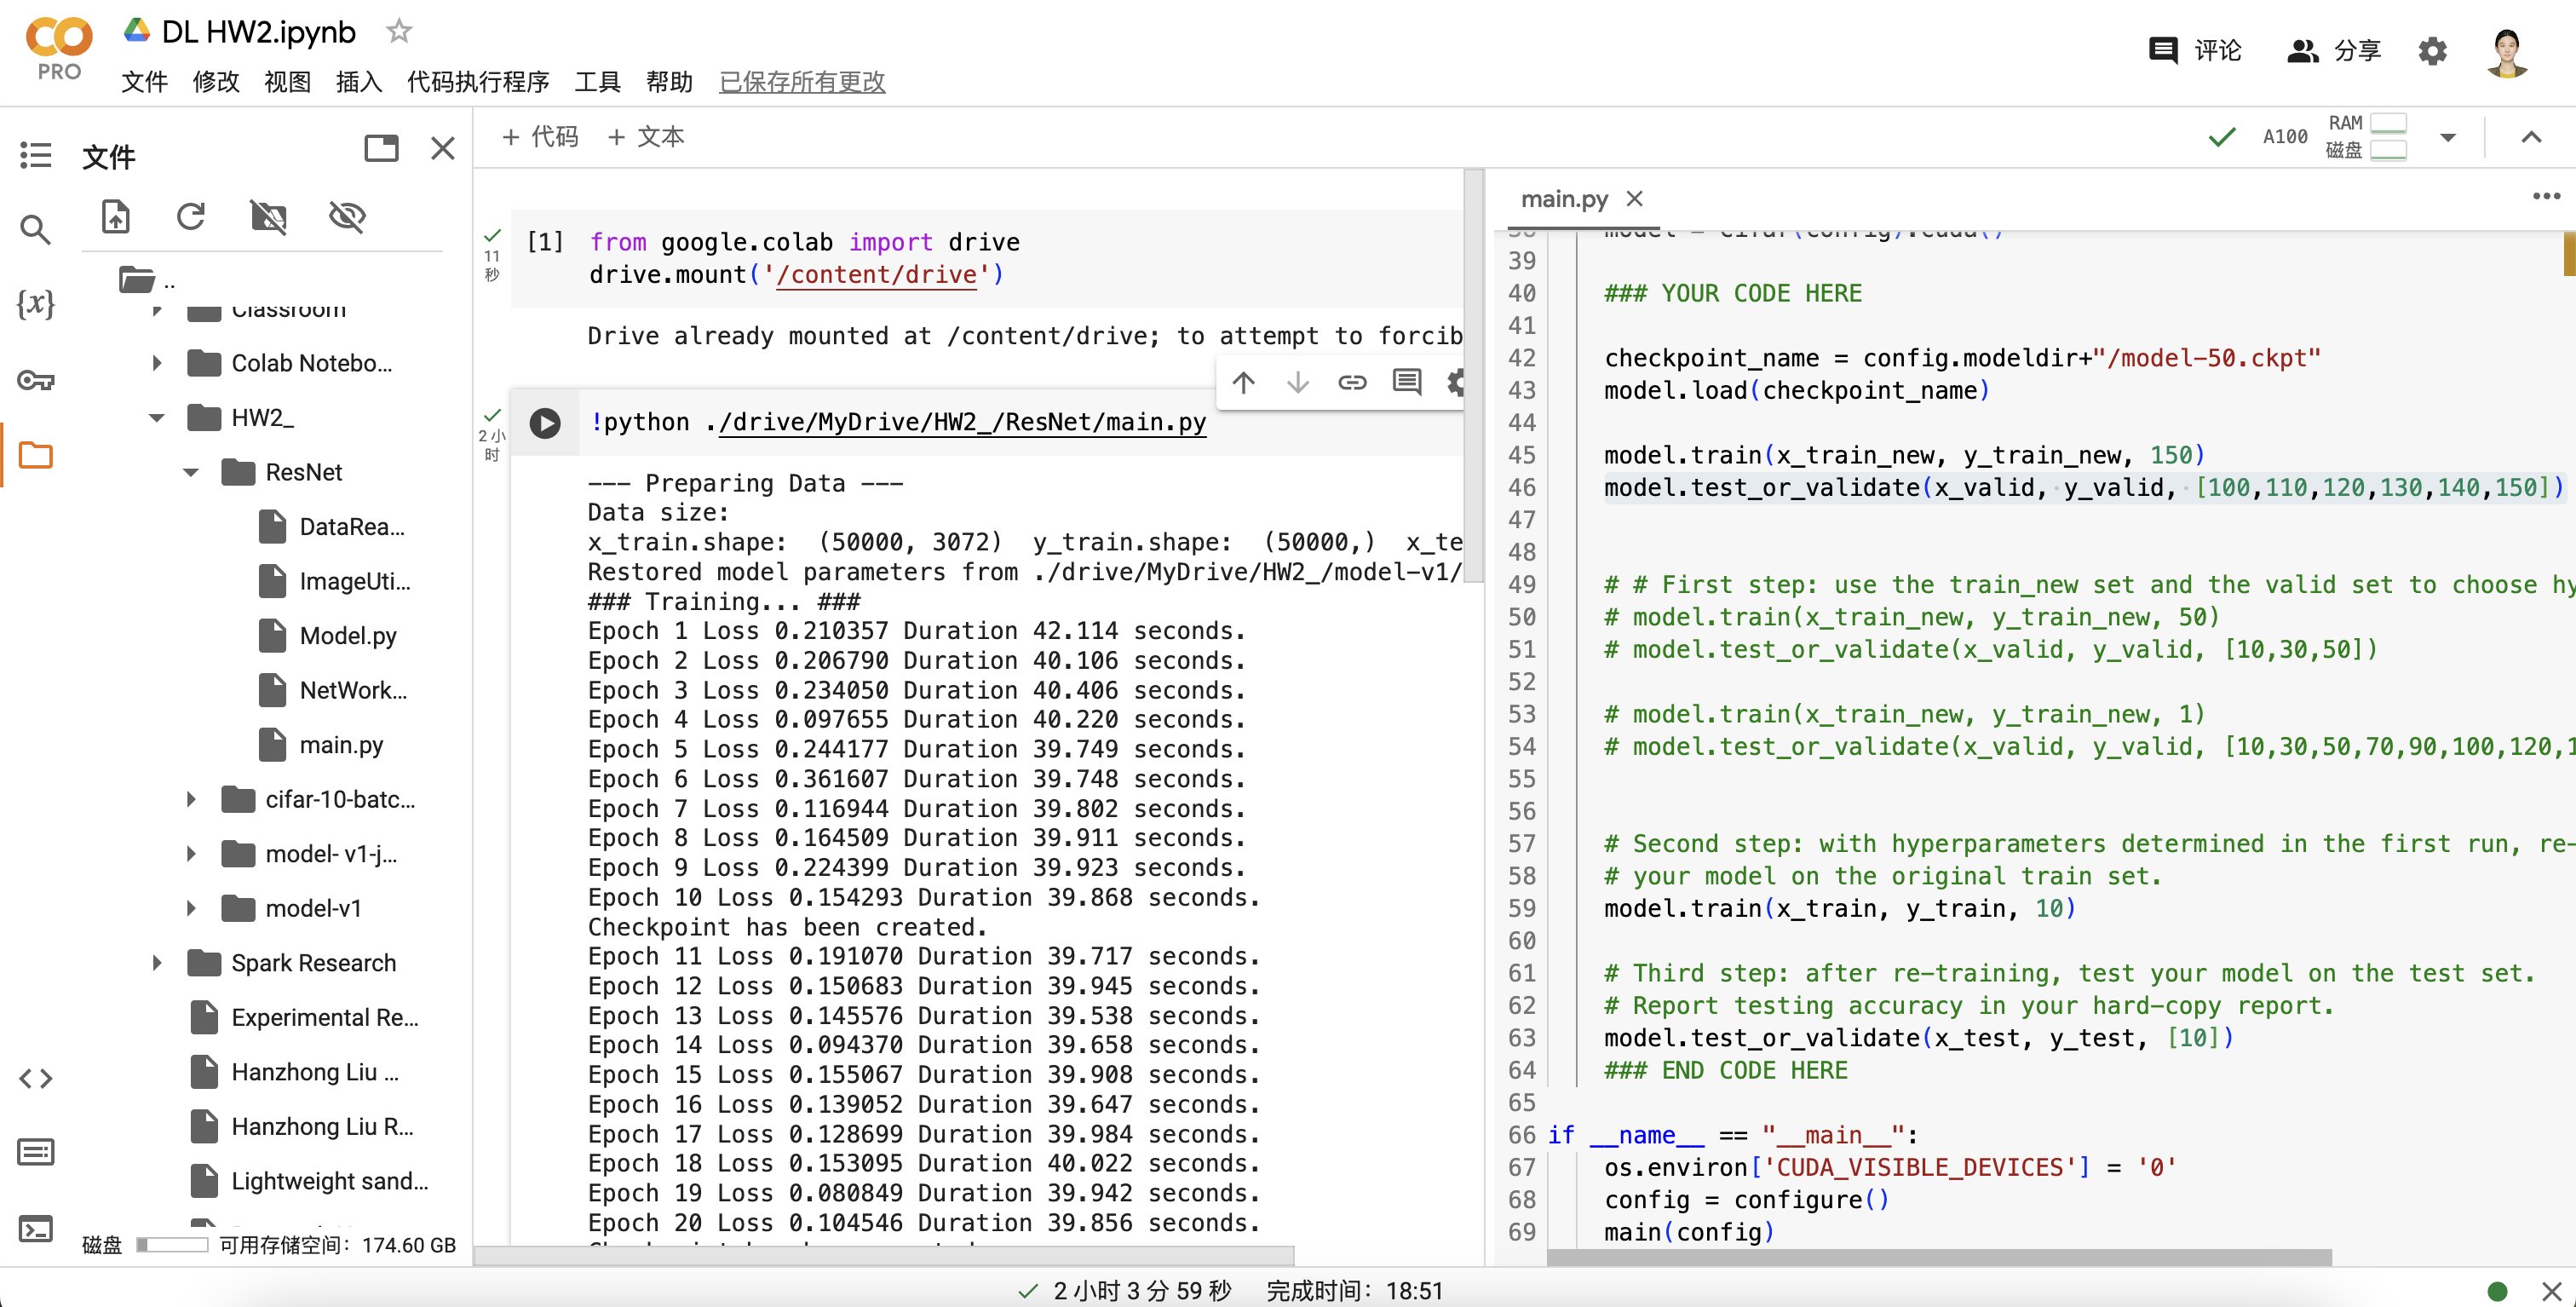 PRO
DL HW2.ipynb
文件 修改 视图 插入 代码执行程序 工具 帮助 已保存所有更改
评论 分享
文件
..
Classroom
Colab Notebo...
HW2_
ResNet
DataRea...
ImageUti...
Model.py
NetWork...
main.py
cifar-10-batc...
model- v1-j...
model-v1
Spark Research
Experimental Re...
Hanzhong Liu ...
Hanzhong Liu R...
Lightweight sand...
磁盘 可用存储空间：174.60 GB
+ 代码 + 文本
A100 RAM
磁盘
11
秒
[1] from google.colab import drive
drive.mount('/content/drive')
Drive already mounted at /content/drive; to attempt to forcib
2 小
时
!python ./drive/MyDrive/HW2_/ResNet/main.py
--- Preparing Data ---
Data size:
x_train.shape:  (50000, 3072)  y_train.shape:  (50000,)  x_te
Restored model parameters from ./drive/MyDrive/HW2_/model-v1/
### Training... ###
Epoch 1 Loss 0.210357 Duration 42.114 seconds.
Epoch 2 Loss 0.206790 Duration 40.106 seconds.
Epoch 3 Loss 0.234050 Duration 40.406 seconds.
Epoch 4 Loss 0.097655 Duration 40.220 seconds.
Epoch 5 Loss 0.244177 Duration 39.749 seconds.
Epoch 6 Loss 0.361607 Duration 39.748 seconds.
Epoch 7 Loss 0.116944 Duration 39.802 seconds.
Epoch 8 Loss 0.164509 Duration 39.911 seconds.
Epoch 9 Loss 0.224399 Duration 39.923 seconds.
Epoch 10 Loss 0.154293 Duration 39.868 seconds.
Checkpoint has been created.
Epoch 11 Loss 0.191070 Duration 39.717 seconds.
Epoch 12 Loss 0.150683 Duration 39.945 seconds.
Epoch 13 Loss 0.145576 Duration 39.538 seconds.
Epoch 14 Loss 0.094370 Duration 39.658 seconds.
Epoch 15 Loss 0.155067 Duration 39.908 seconds.
Epoch 16 Loss 0.139052 Duration 39.647 seconds.
Epoch 17 Loss 0.128699 Duration 39.984 seconds.
Epoch 18 Loss 0.153095 Duration 40.022 seconds.
Epoch 19 Loss 0.080849 Duration 39.942 seconds.
Epoch 20 Loss 0.104546 Duration 39.856 seconds.
main.py
38 model = cifar(config).cuda()
39
40 ### YOUR CODE HERE
41
42 checkpoint_name = config.modeldir+"/model-50.ckpt"
43 model.load(checkpoint_name)
44
45 model.train(x_train_new, y_train_new, 150)
46 model.test_or_validate(x_valid, y_valid, [100,110,120,130,140,150])
47
48
49 # # First step: use the train_new set and the valid set to choose hy
50 # model.train(x_train_new, y_train_new, 50)
51 # model.test_or_validate(x_valid, y_valid, [10,30,50])
52
53 # model.train(x_train_new, y_train_new, 1)
54 # model.test_or_validate(x_valid, y_valid, [10,30,50,70,90,100,120,1
55
56
57 # Second step: with hyperparameters determined in the first run, re-
58 # your model on the original train set.
59 model.train(x_train, y_train, 10)
60
61 # Third step: after re-training, test your model on the test set.
62 # Report testing accuracy in your hard-copy report.
63 model.test_or_validate(x_test, y_test, [10])
64 ### END CODE HERE
65
66 if __name__ == "__main__":
67 os.environ['CUDA_VISIBLE_DEVICES'] = '0'
68 config = configure()
69 main(config)
2 小时 3 分 59 秒 完成时间：18:51